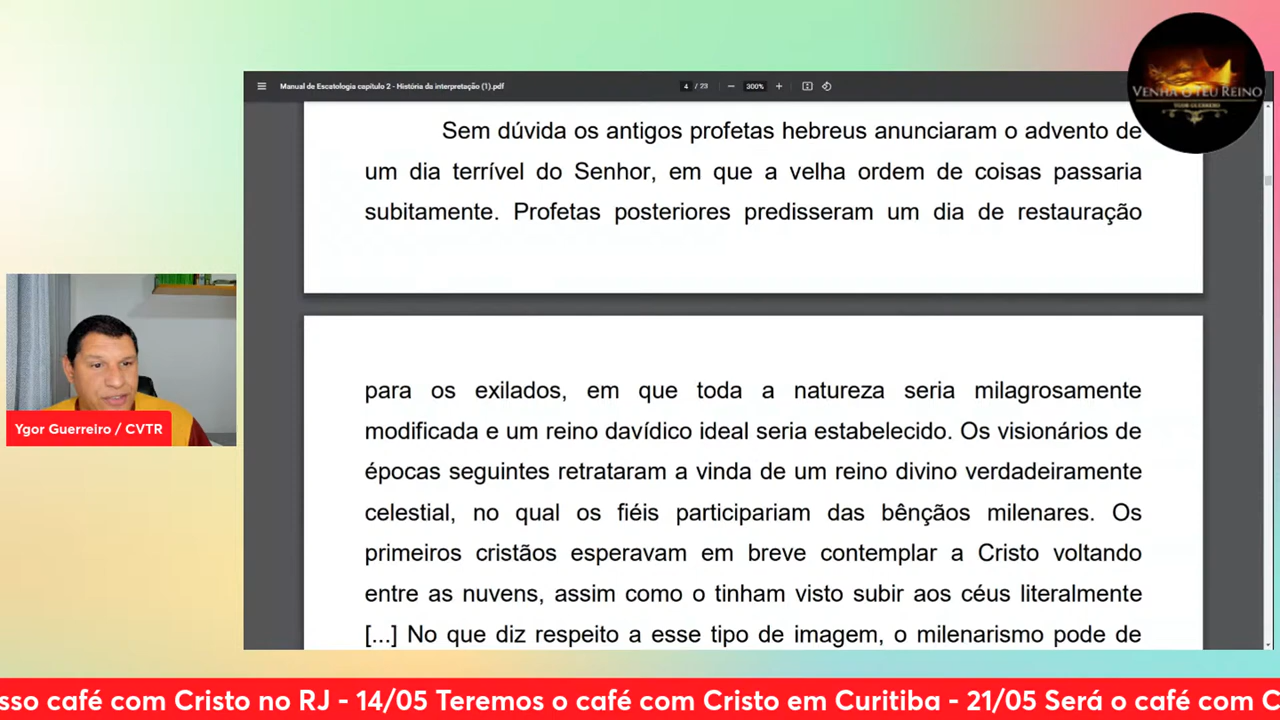 Manual de Escatologia capítulo 2 - História da interpretação (1).pdf
4 / 23
300%
VENHA O TEU REINO
YGOR GUERREIRO
Sem dúvida os antigos profetas hebreus anunciaram o advento de
um dia terrível do Senhor, em que a velha ordem de coisas passaria
subitamente. Profetas posteriores predisseram um dia de restauração
para os exilados, em que toda a natureza seria milagrosamente
modificada e um reino davídico ideal seria estabelecido. Os visionários de
épocas seguintes retrataram a vinda de um reino divino verdadeiramente
celestial, no qual os fiéis participariam das bênçãos milenares. Os
primeiros cristãos esperavam em breve contemplar a Cristo voltando
entre as nuvens, assim como o tinham visto subir aos céus literalmente
[...] No que diz respeito a esse tipo de imagem, o milenarismo pode de
Ygor Guerreiro / CVTR
sso café com Cristo no RJ - 14/05 Teremos o café com Cristo em Curitiba - 21/05 Será o café com C